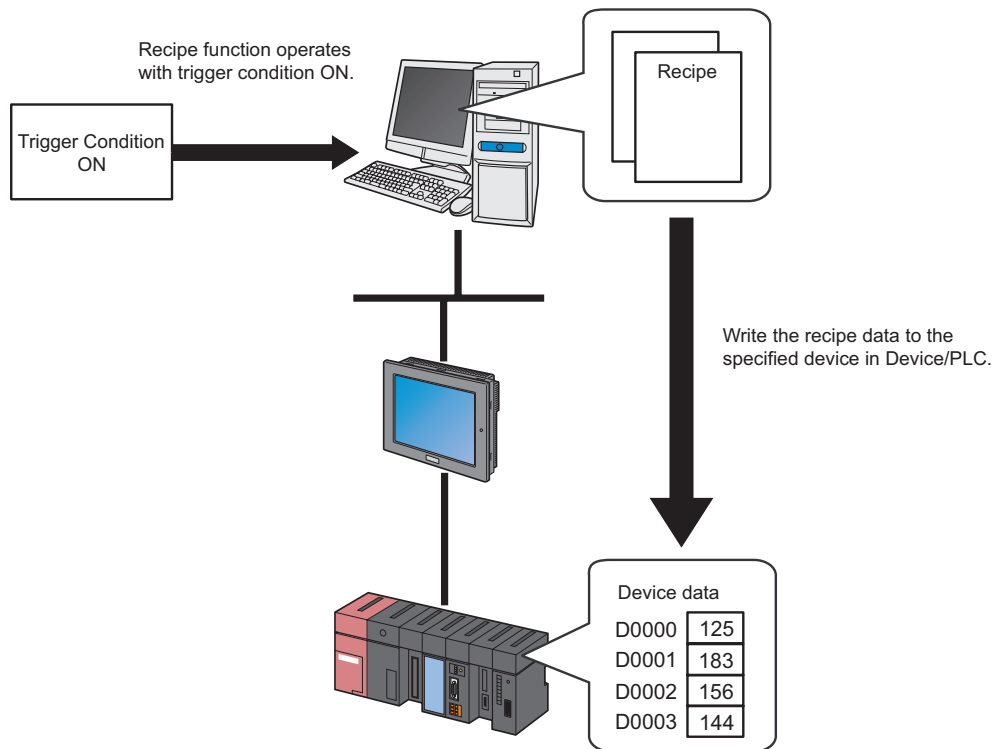 Recipe function operates
with trigger condition ON.
Recipe
Trigger Condition
ON
Write the recipe data to the
specified device in Device/PLC.
Device data
D0000 125
D0001 183
D0002 156
D0003 144